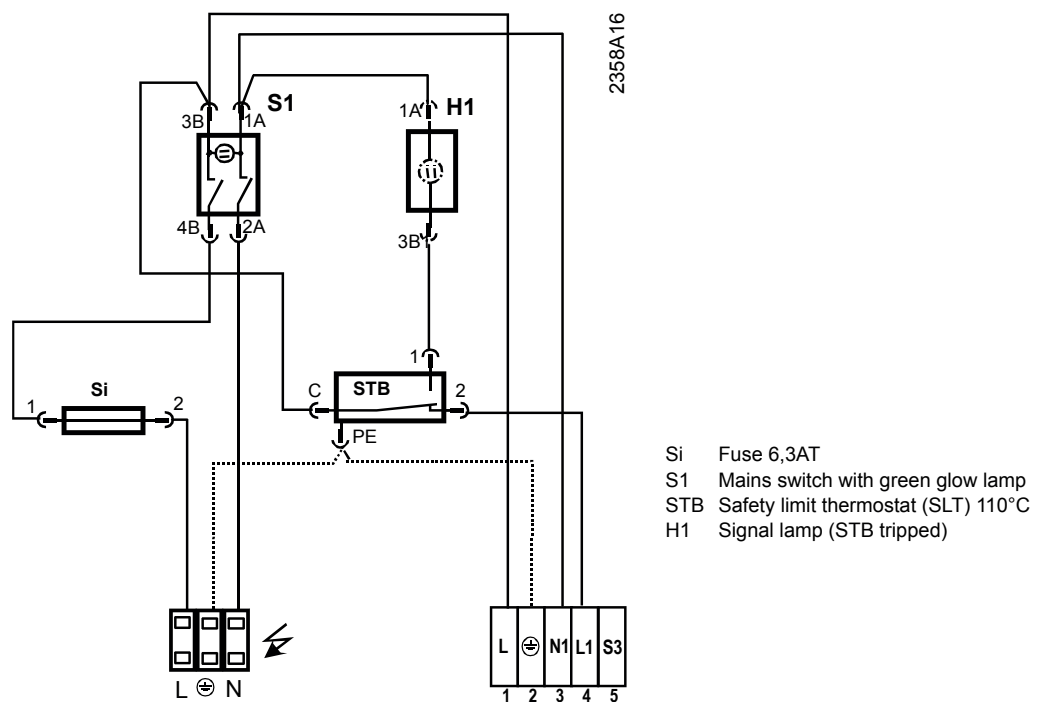 2358A16
S1
3B
1A
1A
H1
4B
2A
3B
1
STB
C
2
Si
1
2
PE
Si Fuse 6,3AT
S1 Mains switch with green glow lamp
STB Safety limit thermostat (SLT) 110°C
H1 Signal lamp (STB tripped)
L N1 L1 S3
1 2 3 4 5
L N